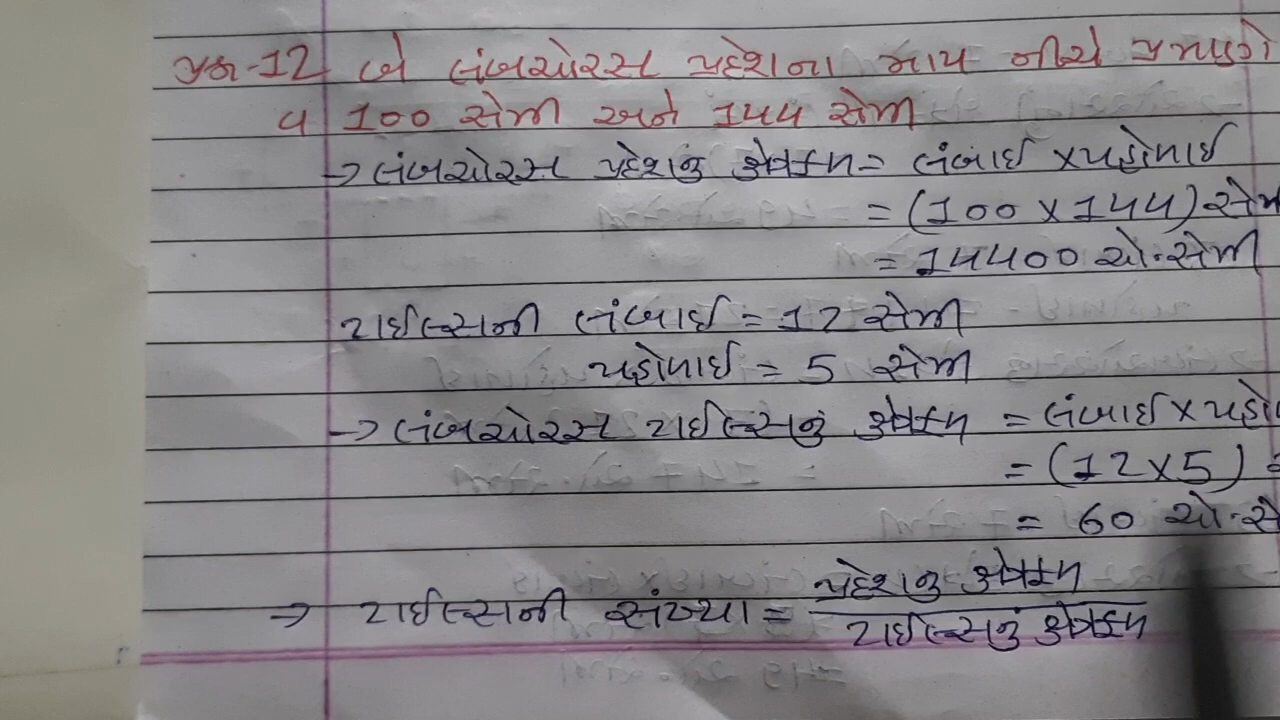 પ્રશ્ન-12 જો લંબચોરસ પ્રદેશના માપ નીચે પ્રમાણે
૫ 100 સેમી અને 144 સેમી
→ લંબચોરસ પ્રદેશનુ ક્ષેત્રફળ = લંબાઈ × પહોળાઈ
= (100 × 144) સેમ
= 14400 ચો.સેમી
ટાઈલ્સની લંબાઈ = 12 સેમી
પહોળાઈ = 5 સેમી
→ લંબચોરસ ટાઈલ્સનું ક્ષેત્રફળ = લંબાઈ × પહો
= (12×5)
= 60 ચો.સે
→ ટાઈલ્સની સંખ્યા = પ્રદેશનુ ક્ષેત્રફળ
ટાઈલ્સનું ક્ષેત્રફળ